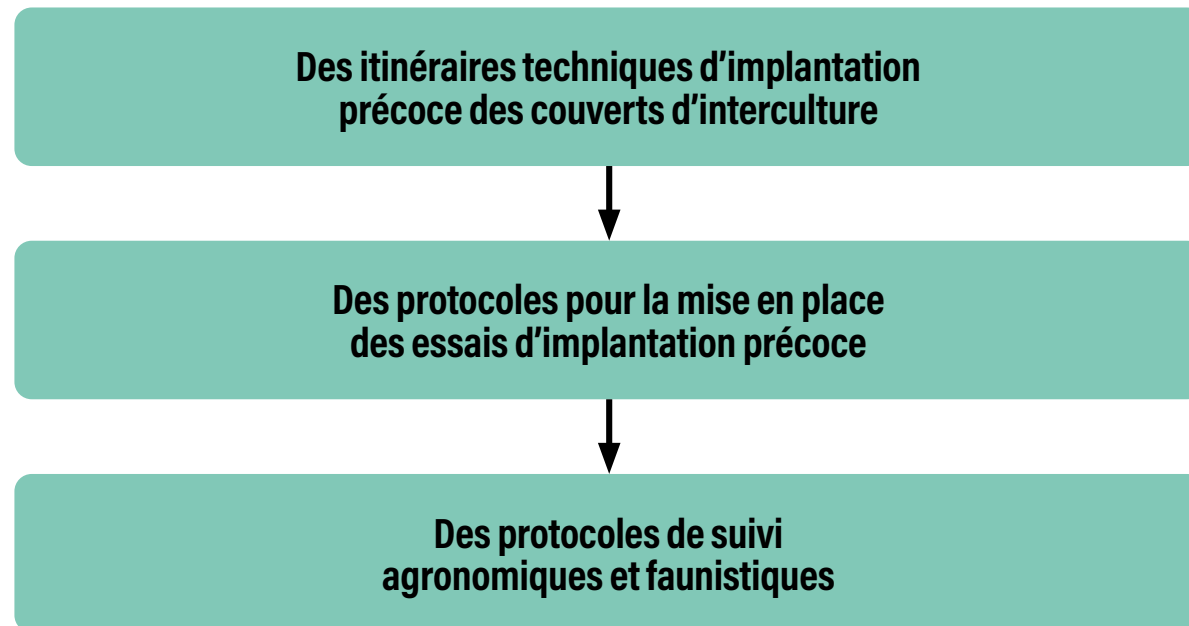 Des itinéraires techniques d’implantation
précoce des couverts d’interculture
Des protocoles pour la mise en place
des essais d’implantation précoce
Des protocoles de suivi
agronomiques et faunistiques